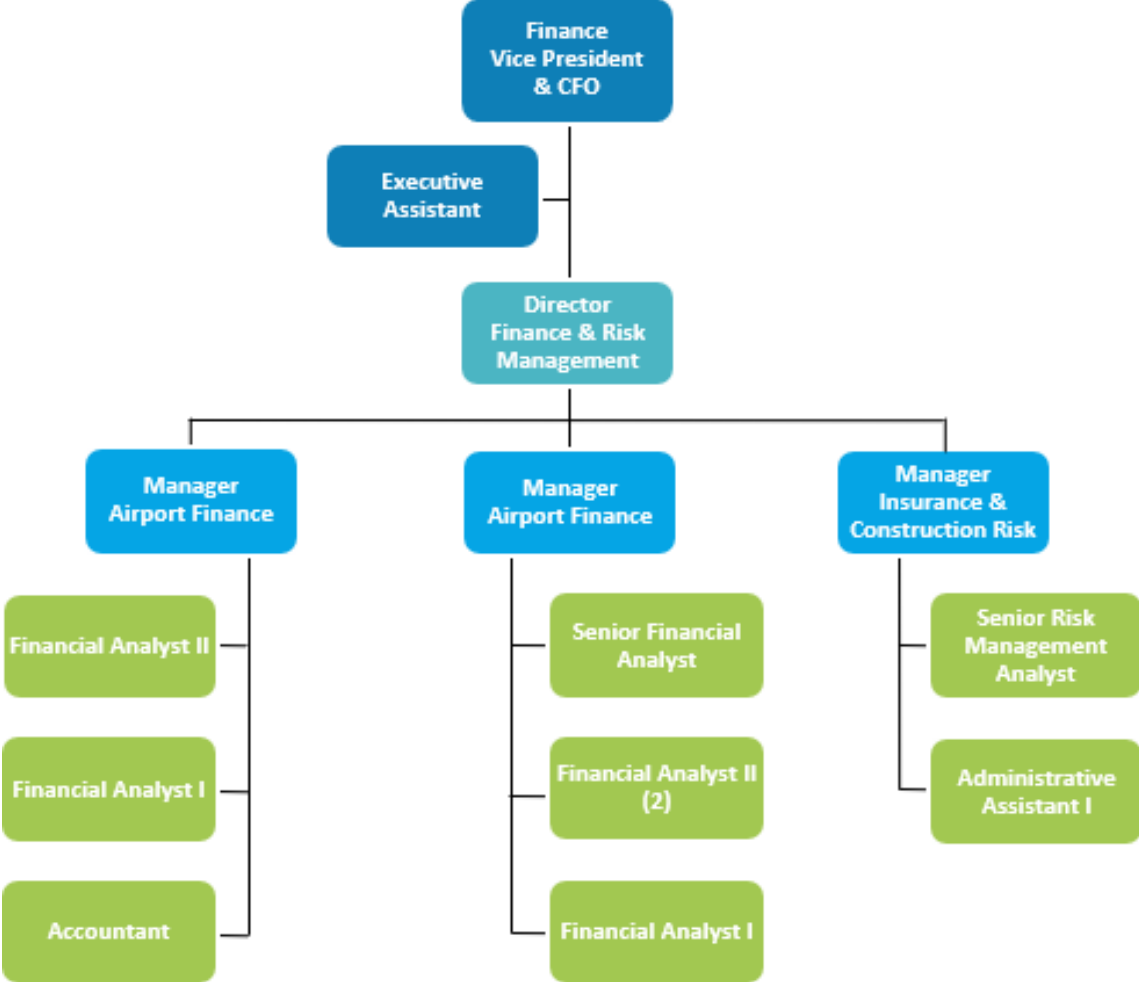 Finance
Vice President
& CFO
Executive
Assistant
Director
Finance & Risk
Management
Manager
Airport Finance
Manager
Airport Finance
Manager
Insurance &
Construction Risk
Financial Analyst II
Senior Financial
Analyst
Senior Risk
Management
Analyst
Financial Analyst I
Financial Analyst II
(2)
Administrative
Assistant I
Accountant
Financial Analyst I